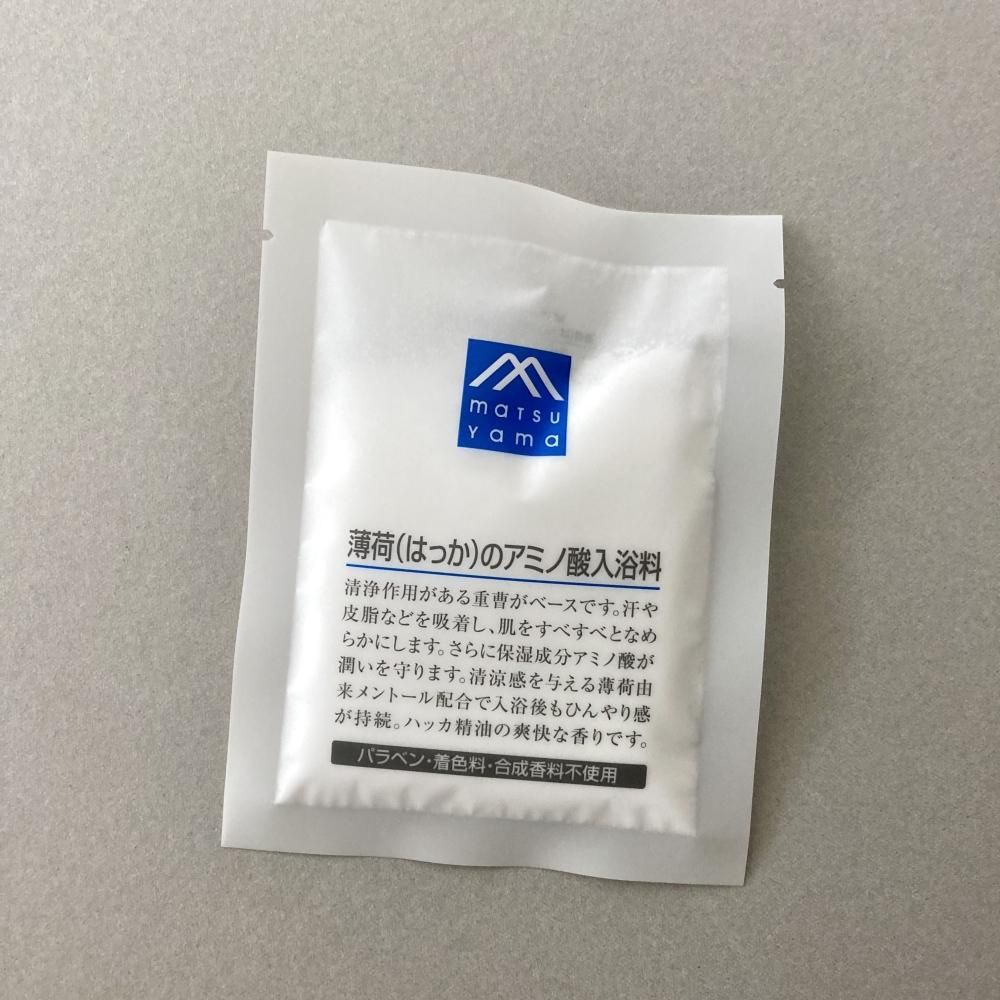 matsu
yama
薄荷(はっか)のアミノ酸入浴料
清浄作用がある重曹がベースです。汗や
皮脂などを吸着し、肌をすべすべとなめ
らかにします。さらに保湿成分アミノ酸が
潤いを守ります。清涼感を与える薄荷由
来メントール配合で入浴後もひんやり感
が持続。ハッカ精油の爽快な香りです。
パラベン・着色料・合成香料不使用